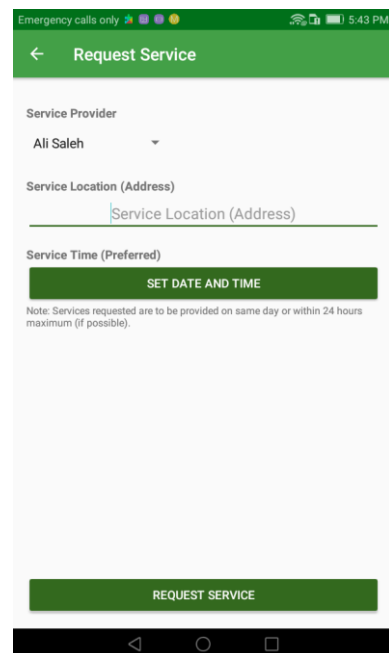 Emergency calls only
5:43 PM
Request Service
Service Provider
Ali Saleh
Service Location (Address)
Service Location (Address)
Service Time (Preferred)
SET DATE AND TIME
Note: Services requested are to be provided on same day or within 24 hours
maximum (if possible).
REQUEST SERVICE